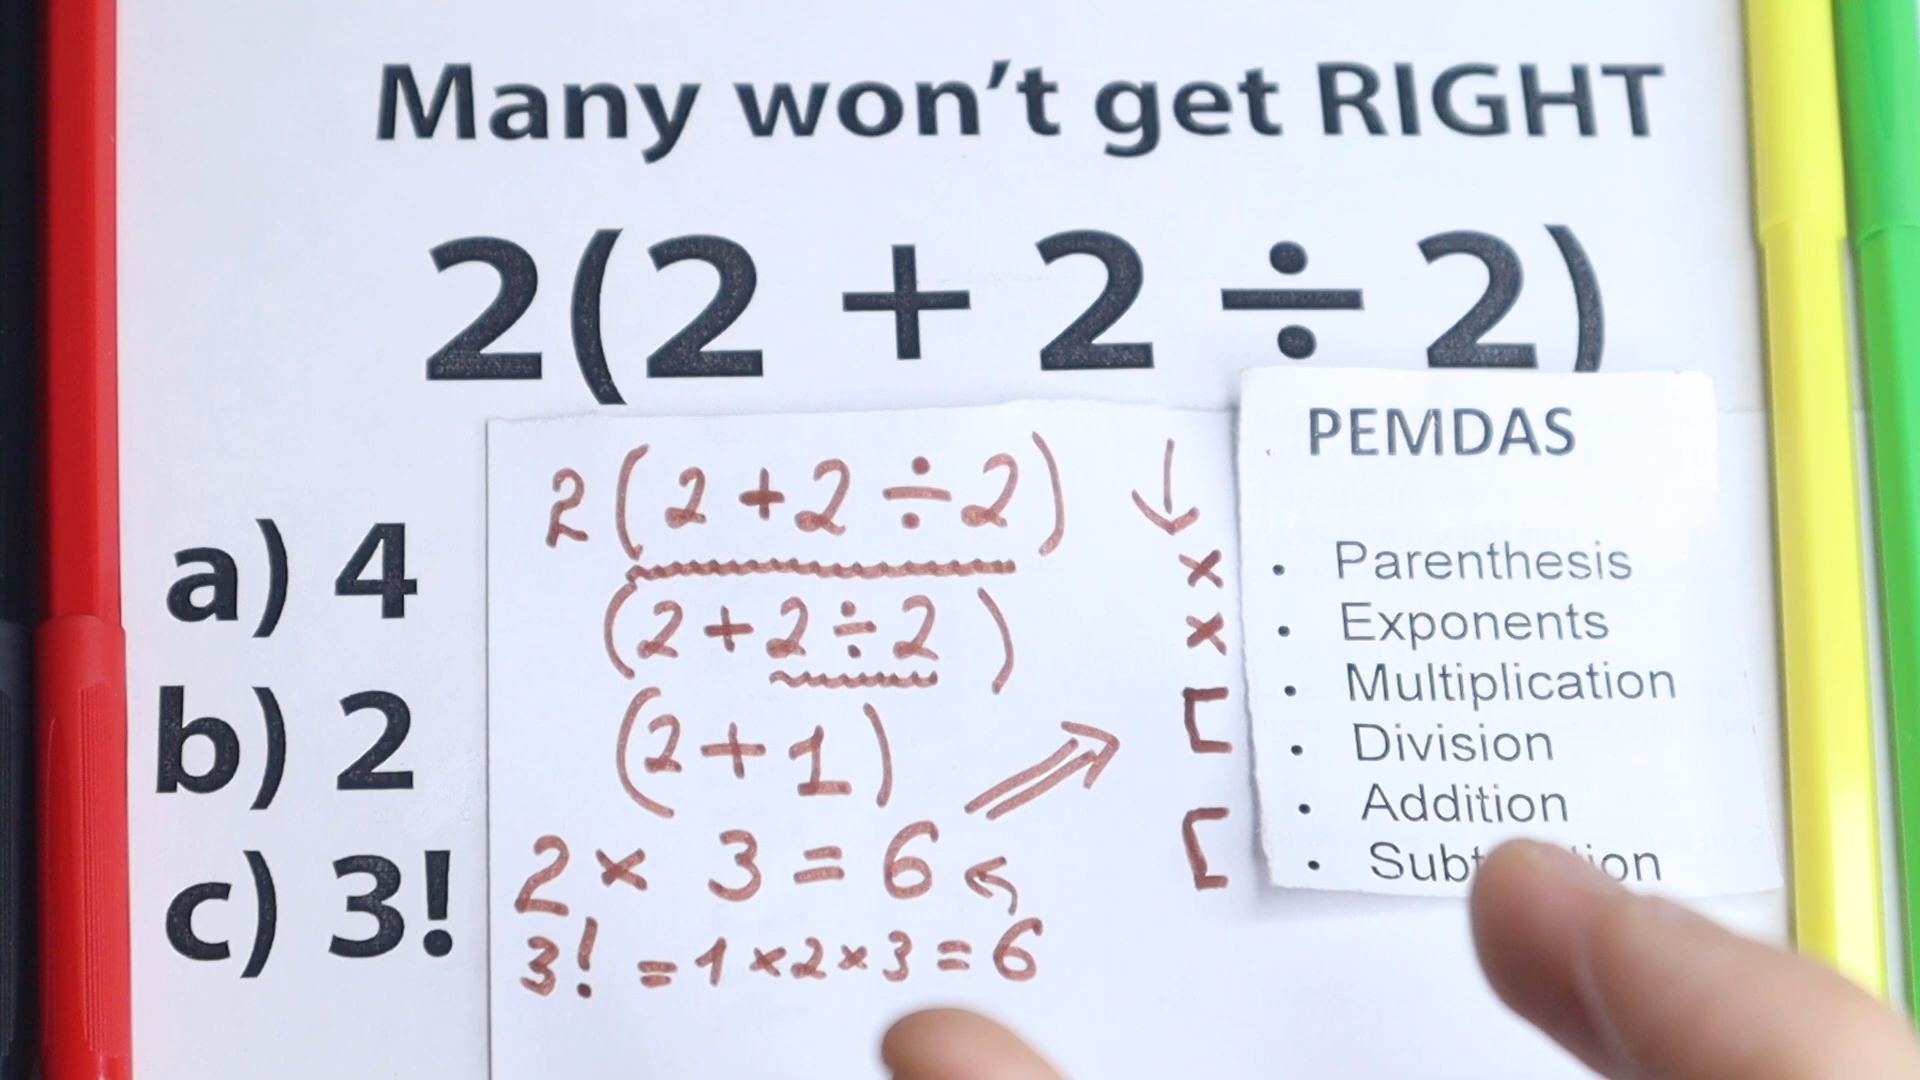 Many won't get RIGHT
2(2 + 2 ÷ 2)
a) 4
b) 2
c) 3!
2(2+2÷2)
(2+2÷2)
(2+1)
2 × 3 = 6
3! = 1×2×3 = 6
PEMDAS
• Parenthesis
• Exponents
• Multiplication
• Division
• Addition